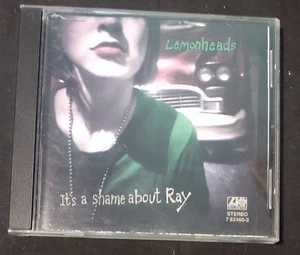 Lemonheads
It's a shame about Ray
STEREO
7 82460-2